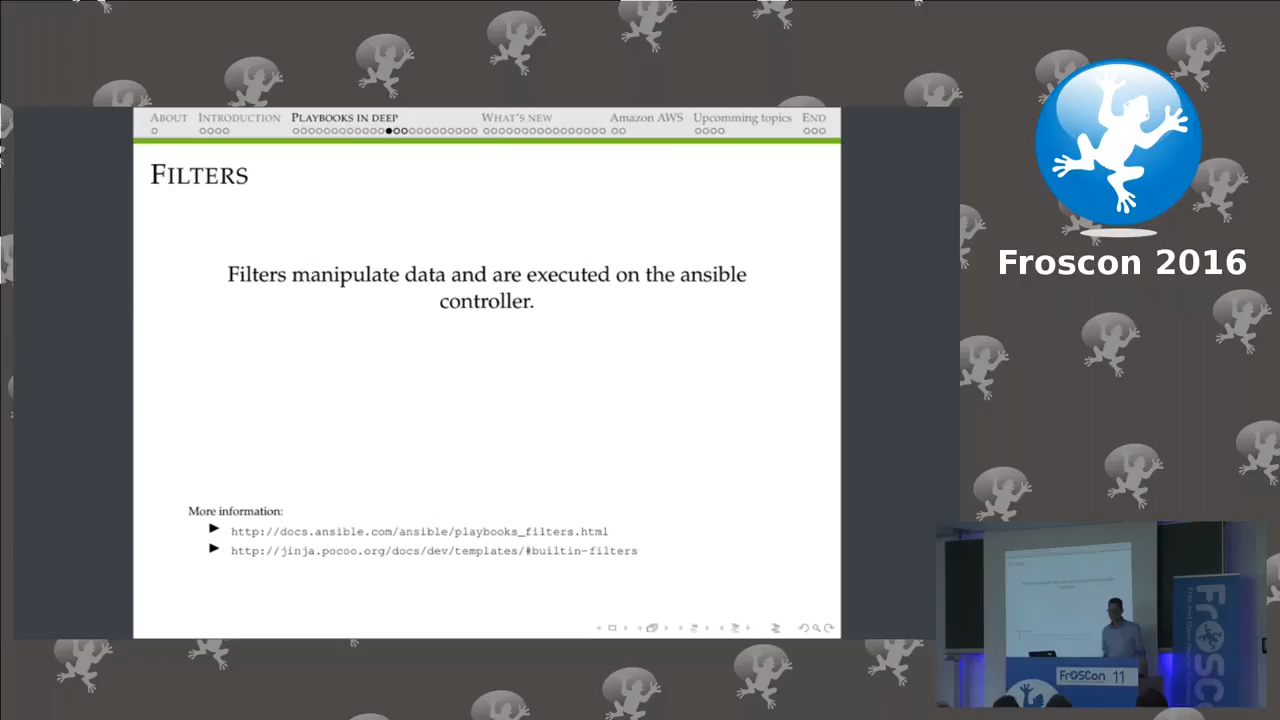 ABOUT INTRODUCTION PLAYBOOKS IN DEEP WHAT'S NEW Amazon AWS Upcomming topics END
FILTERS
Filters manipulate data and are executed on the ansible
controller.
More information:
http://docs.ansible.com/ansible/playbooks_filters.html
http://jinja.pocoo.org/docs/dev/templates/#builtin-filters
Froscon 2016
FrOSCon 11
FrOSC